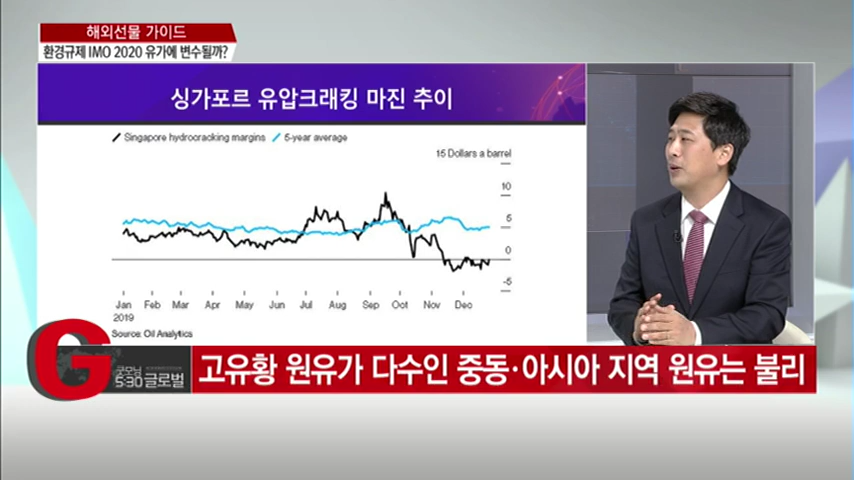 해외선물 가이드
환경규제 IMO 2020 유가에 변수될까?
싱가포르 유압크래킹 마진 추이
Singapore hydrocracking margins 5-year average
15 Dollars a barrel
10
5
0
-5
Jan Feb Mar Apr May Jun Jul Aug Sep Oct Nov Dec
2019
Source: Oil Analytics
G
굿모닝
5:30 글로벌
고유황 원유가 다수인 중동·아시아 지역 원유는 불리